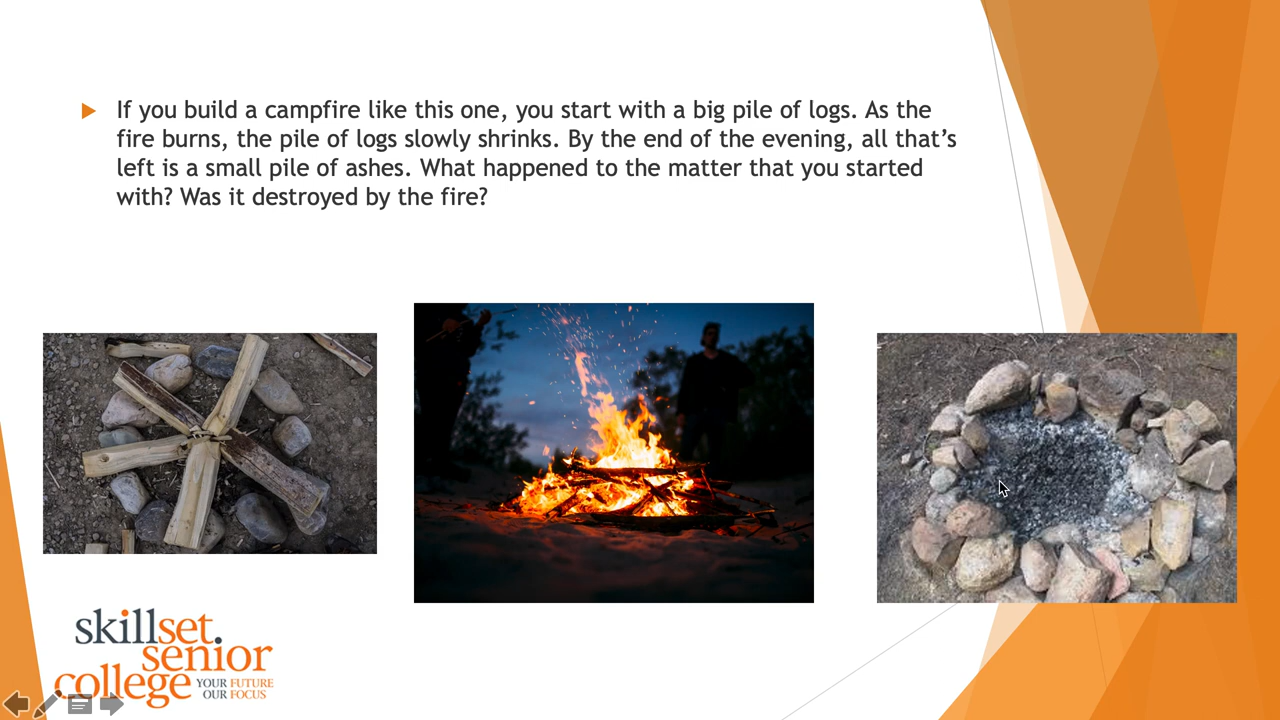 If you build a campfire like this one, you start with a big pile of logs. As the
fire burns, the pile of logs slowly shrinks. By the end of the evening, all that’s
left is a small pile of ashes. What happened to the matter that you started
with? Was it destroyed by the fire?
skillset.
senior
college YOUR FUTURE
OUR FOCUS